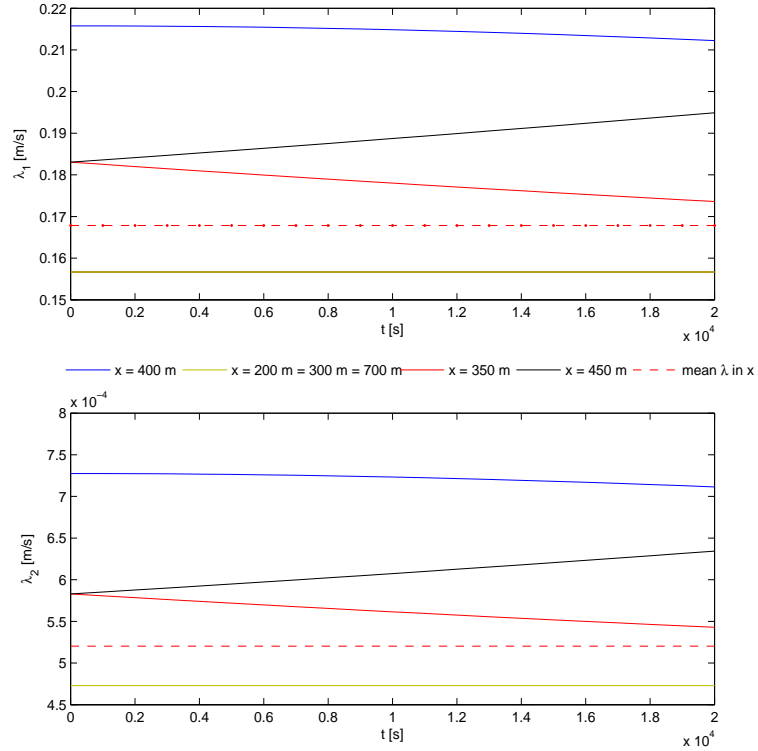 0.22
0.21
0.2
0.19
0.18
0.17
0.16
0.15
λ1 [m/s]
0 0.2 0.4 0.6 0.8 1 1.2 1.4 1.6 1.8 2
t [s]
x 10^4
x = 400 m x = 200 m = 300 m = 700 m x = 350 m x = 450 m mean λ in x
x 10^-4
8
7.5
7
6.5
6
5.5
5
4.5
λ2 [m/s]
0 0.2 0.4 0.6 0.8 1 1.2 1.4 1.6 1.8 2
t [s]
x 10^4